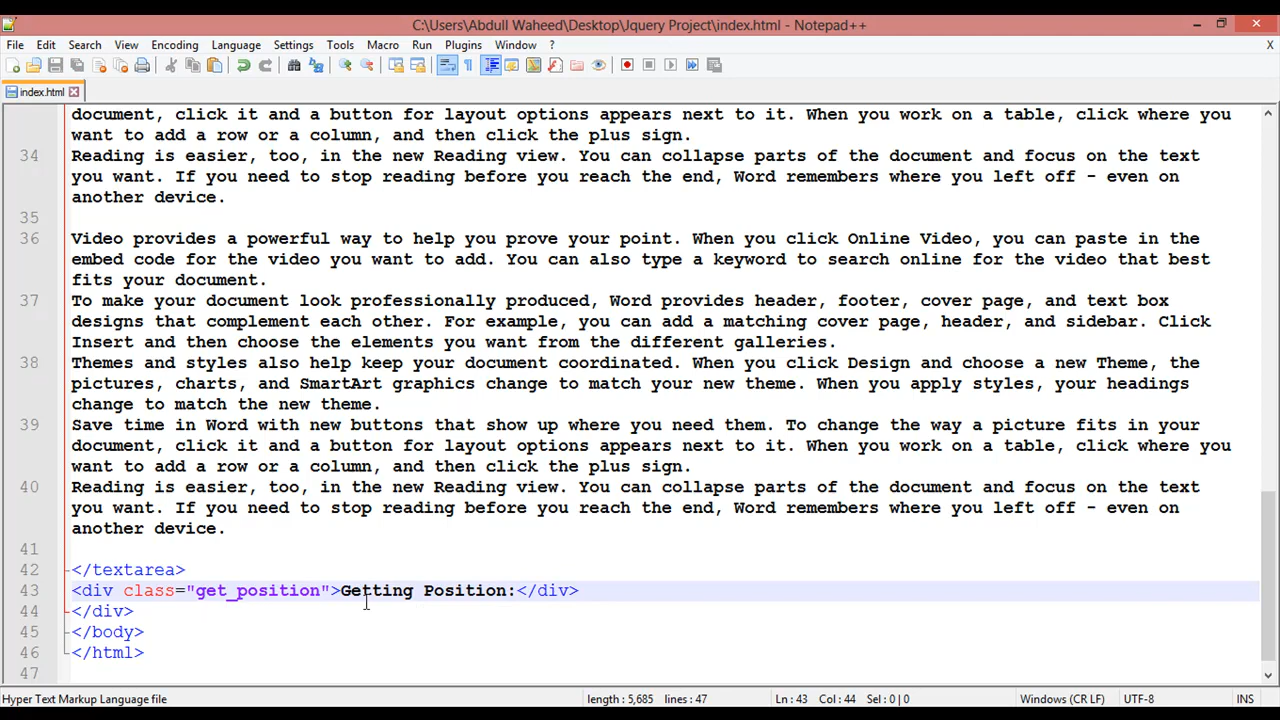 C:\Users\Abdull Waheed\Desktop\Jquery Project\index.html - Notepad++
File Edit Search View Encoding Language Settings Tools Macro Run Plugins Window ? X
index.html
document, click it and a button for layout options appears next to it. When you work on a table, click where you
want to add a row or a column, and then click the plus sign.
34 Reading is easier, too, in the new Reading view. You can collapse parts of the document and focus on the text
you want. If you need to stop reading before you reach the end, Word remembers where you left off - even on
another device.
35
36 Video provides a powerful way to help you prove your point. When you click Online Video, you can paste in the
embed code for the video you want to add. You can also type a keyword to search online for the video that best
fits your document.
37 To make your document look professionally produced, Word provides header, footer, cover page, and text box
designs that complement each other. For example, you can add a matching cover page, header, and sidebar. Click
Insert and then choose the elements you want from the different galleries.
38 Themes and styles also help keep your document coordinated. When you click Design and choose a new Theme, the
pictures, charts, and SmartArt graphics change to match your new theme. When you apply styles, your headings
change to match the new theme.
39 Save time in Word with new buttons that show up where you need them. To change the way a picture fits in your
document, click it and a button for layout options appears next to it. When you work on a table, click where you
want to add a row or a column, and then click the plus sign.
40 Reading is easier, too, in the new Reading view. You can collapse parts of the document and focus on the text
you want. If you need to stop reading before you reach the end, Word remembers where you left off - even on
another device.
41
42 </textarea>
43 <div class="get_position">Getting Position:</div>
44 </div>
45 </body>
46 </html>
47
Hyper Text Markup Language file length : 5,685 lines : 47 Ln : 43 Col : 44 Sel : 0 | 0 Windows (CR LF) UTF-8 INS